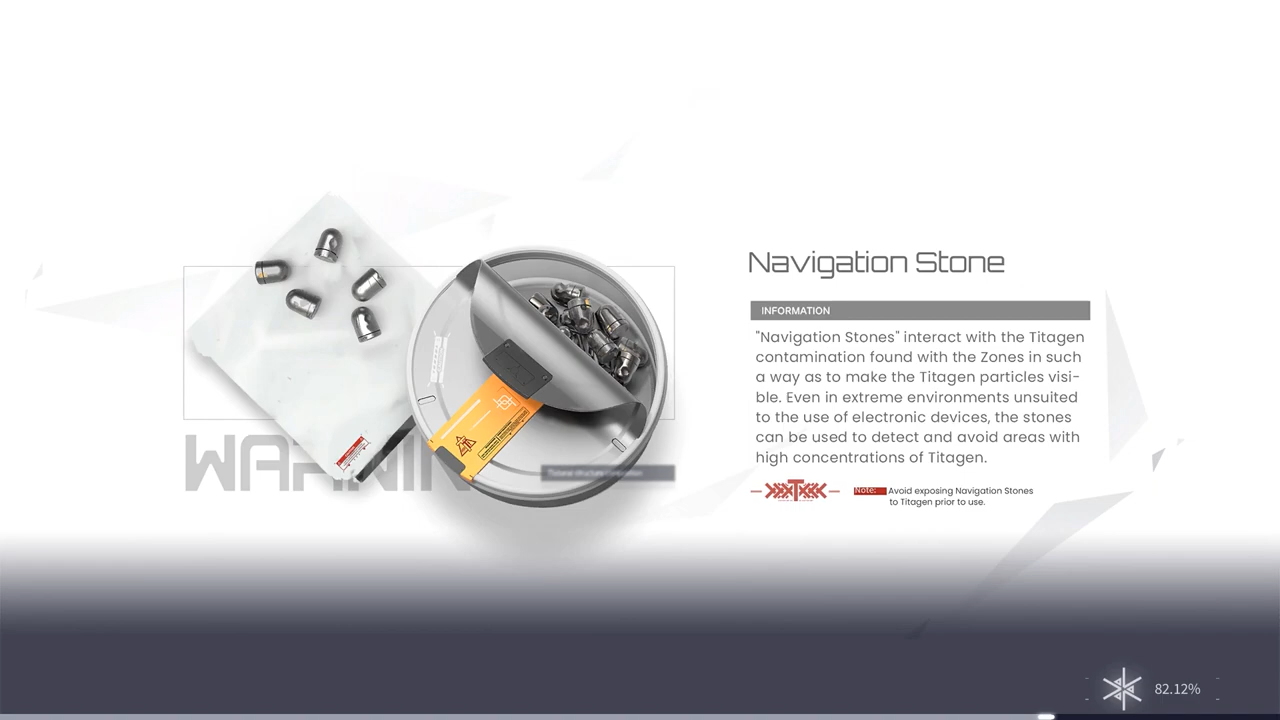 Navigation Stone
INFORMATION
"Navigation Stones" interact with the Titagen
contamination found with the Zones in such
a way as to make the Titagen particles visi-
ble. Even in extreme environments unsuited
to the use of electronic devices, the stones
can be used to detect and avoid areas with
high concentrations of Titagen.
Note: Avoid exposing Navigation Stones
to Titagen prior to use.
WARNIN
82.12%